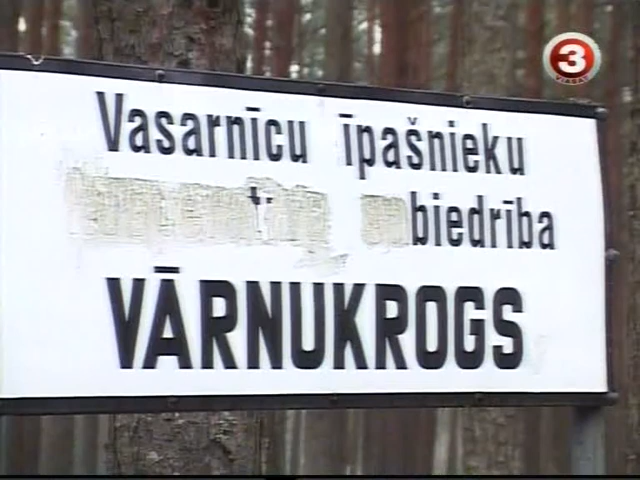 3
VIASAT
Vasarnīcu īpašnieku
biedrība
VĀRNUKROGS